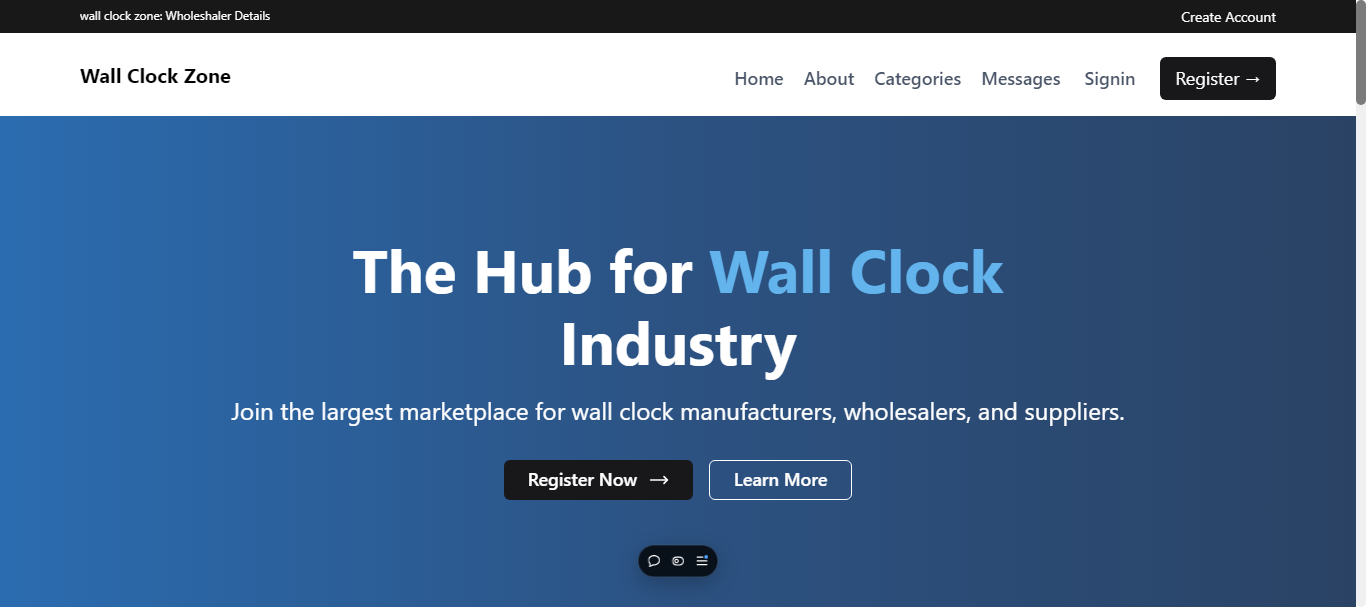 wall clock zone: Wholeshaler Details
Create Account
Wall Clock Zone
Home
About
Categories
Messages
Signin
Register →
The Hub for Wall Clock
Industry
Join the largest marketplace for wall clock manufacturers, wholesalers, and suppliers.
Register Now →
Learn More